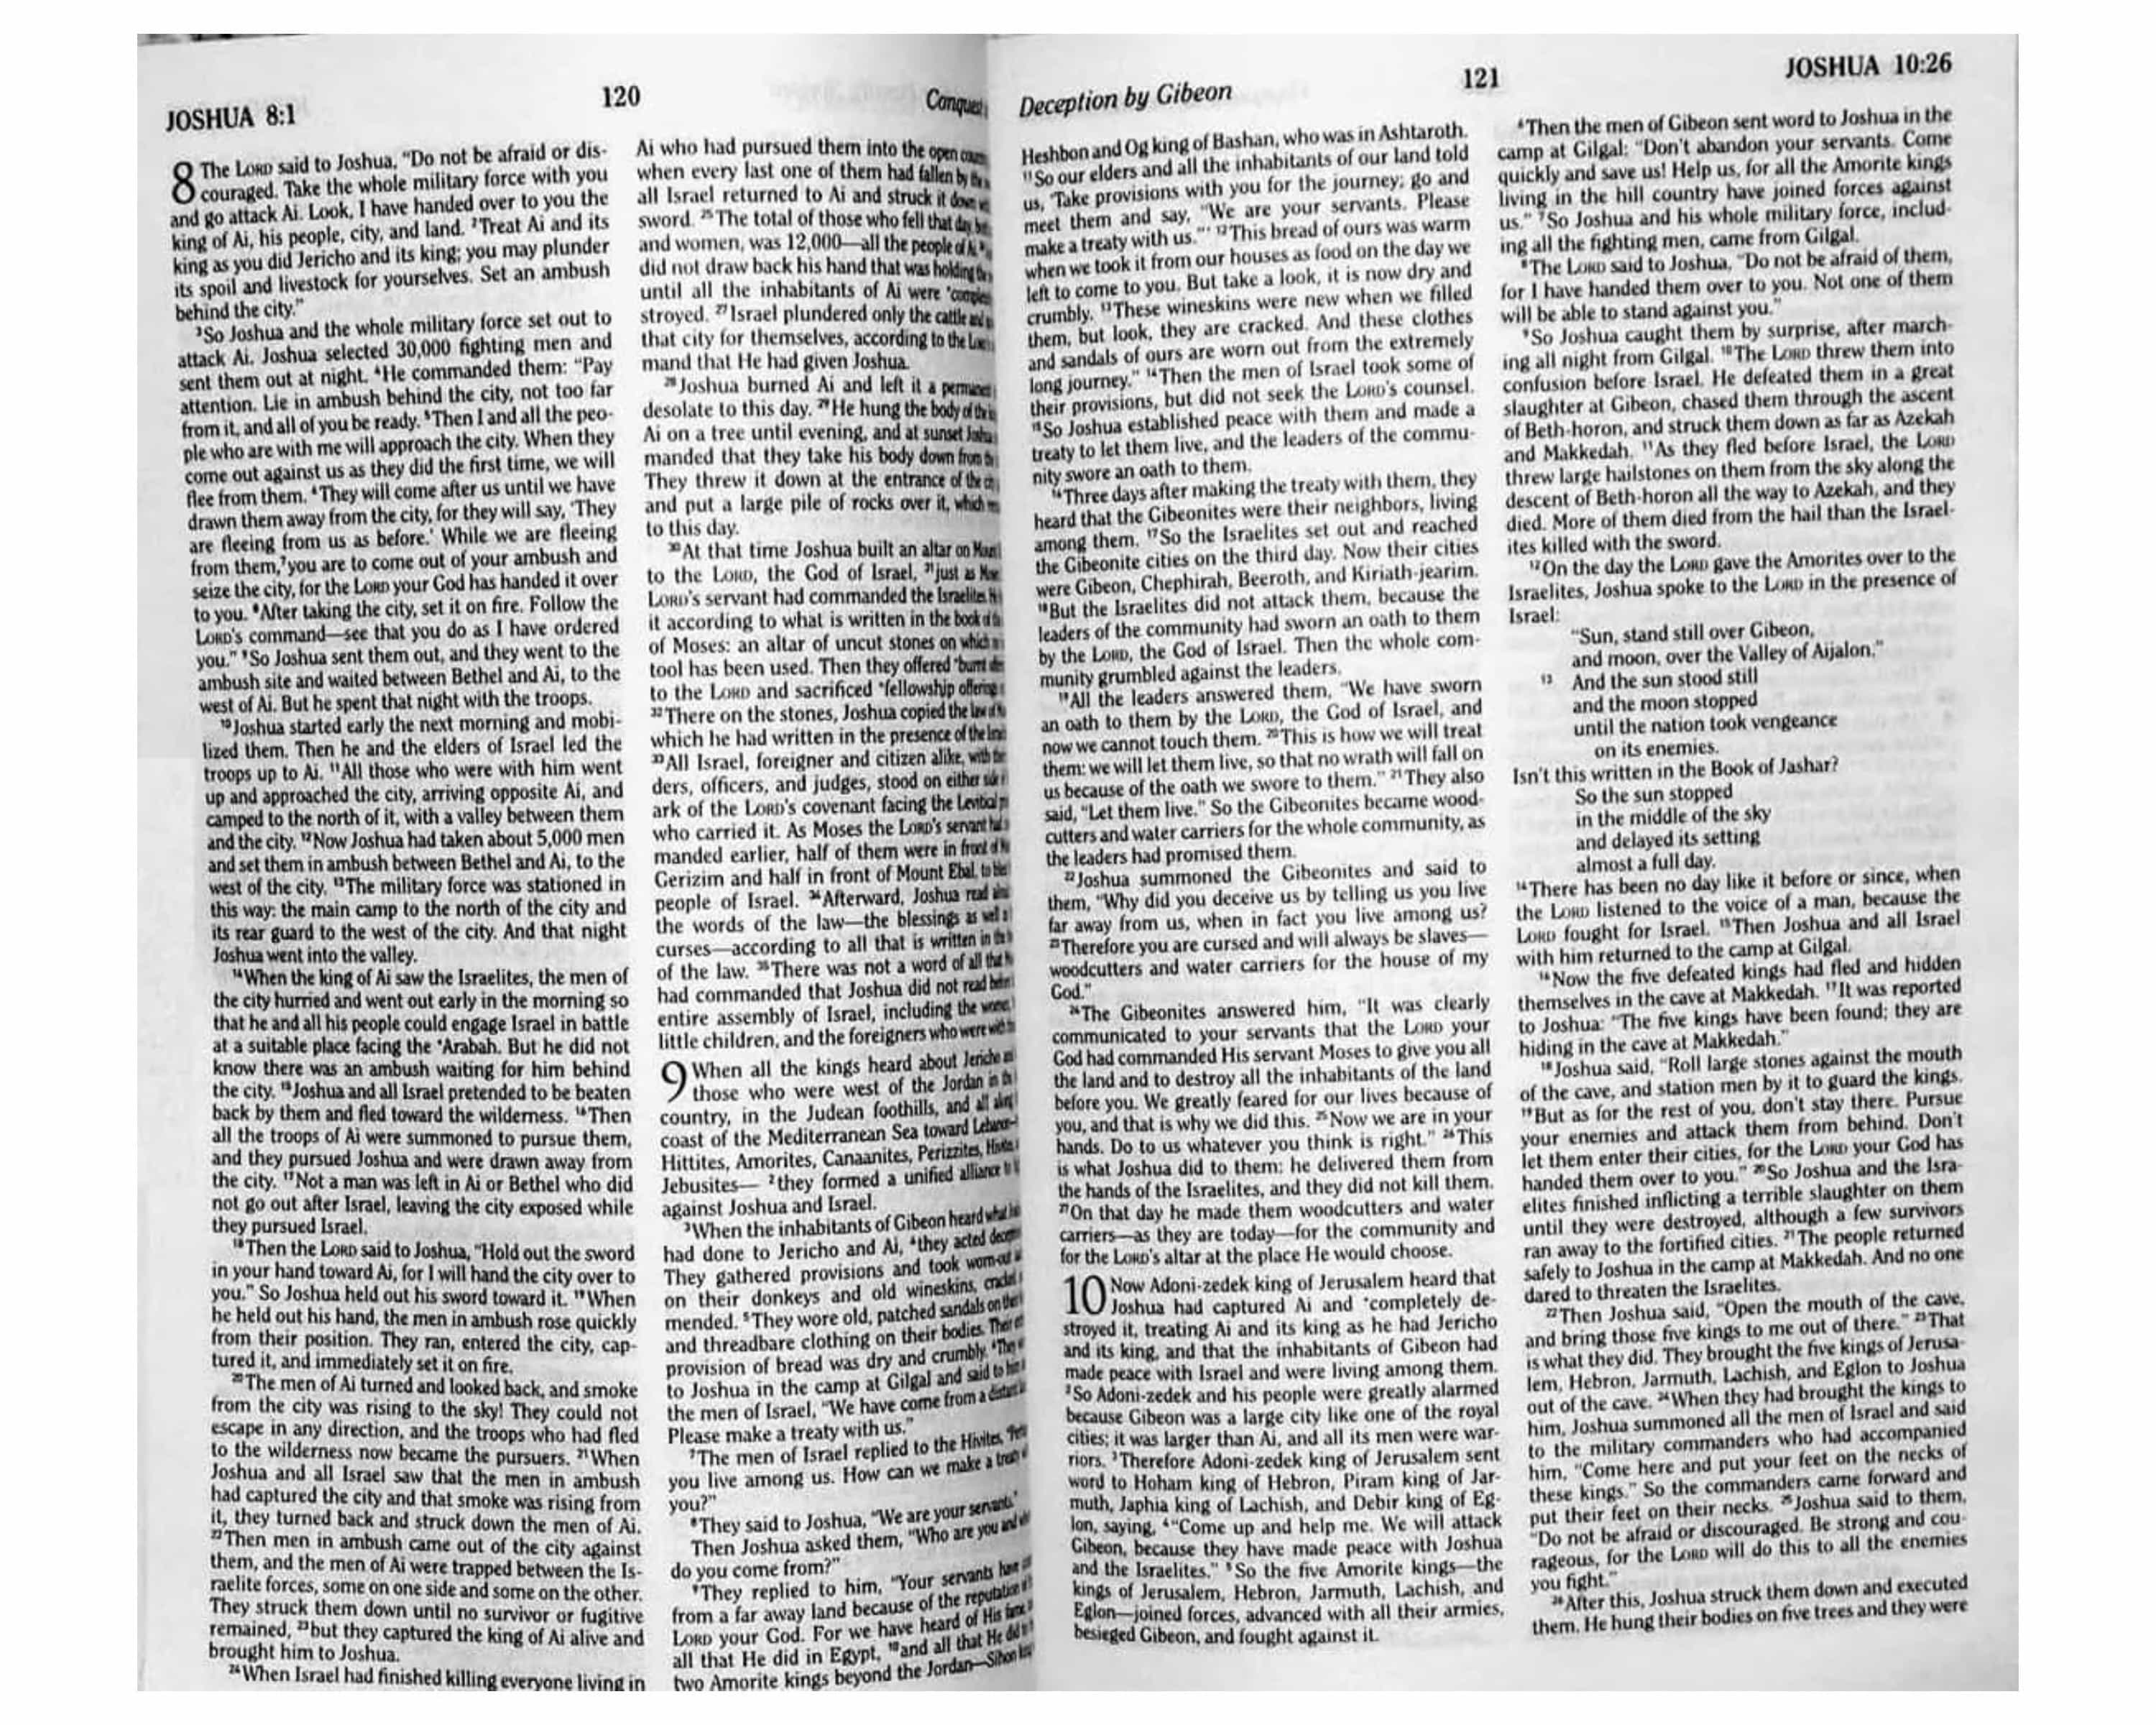 JOSHUA 8:1
120
8 The LORD said to Joshua, "Do not be afraid or dis-
couraged. Take the whole military force with you
and go attack Ai. Look, I have handed over to you the
king of Ai, his people, city, and land. ²Treat Ai and its
king as you did Jericho and its king; you may plunder
its spoil and livestock for yourselves. Set an ambush
behind the city."
³So Joshua and the whole military force set out to
attack Ai. Joshua selected 30,000 fighting men and
sent them out at night. ⁴He commanded them: "Pay
attention. Lie in ambush behind the city, not too far
from it, and all of you be ready. ⁵Then I and all the peo-
ple who are with me will approach the city. When they
come out against us as they did the first time, we will
flee from them. ⁶They will come after us until we have
drawn them away from the city, for they will say, 'They
are fleeing from us as before.' While we are fleeing
from them, ⁷you are to come out of your ambush and
seize the city, for the LORD your God has handed it over
to you. ⁸After taking the city, set it on fire. Follow the
LORD's command—see that you do as I have ordered
you." ⁹So Joshua sent them out, and they went to the
ambush site and waited between Bethel and Ai, to the
west of Ai. But he spent that night with the troops.
¹⁰Joshua started early the next morning and mobi-
lized them. Then he and the elders of Israel led the
troops up to Ai. ¹¹All those who were with him went
up and approached the city, arriving opposite Ai, and
camped to the north of it, with a valley between them
and the city. ¹²Now Joshua had taken about 5,000 men
and set them in ambush between Bethel and Ai, to the
west of the city. ¹³The military force was stationed in
this way: the main camp to the north of the city and
its rear guard to the west of the city. And that night
Joshua went into the valley.
¹⁴When the king of Ai saw the Israelites, the men of
the city hurried and went out early in the morning so
that he and all his people could engage Israel in battle
at a suitable place facing the *Arabah. But he did not
know there was an ambush waiting for him behind
the city. ¹⁵Joshua and all Israel pretended to be beaten
back by them and fled toward the wilderness. ¹⁶Then
all the troops of Ai were summoned to pursue them,
and they pursued Joshua and were drawn away from
the city. ¹⁷Not a man was left in Ai or Bethel who did
not go out after Israel, leaving the city exposed while
they pursued Israel.
¹⁸Then the LORD said to Joshua, "Hold out the sword
in your hand toward Ai, for I will hand the city over to
you." So Joshua held out his sword toward it. ¹⁹When
he held out his hand, the men in ambush rose quickly
from their position. They ran, entered the city, cap-
tured it, and immediately set it on fire.
²⁰The men of Ai turned and looked back, and smoke
from the city was rising to the sky! They could not
escape in any direction, and the troops who had fled
to the wilderness now became the pursuers. ²¹When
Joshua and all Israel saw that the men in ambush
had captured the city and that smoke was rising from
it, they turned back and struck down the men of Ai.
²²Then men in ambush came out of the city against
them, and the men of Ai were trapped between the Is-
raelite forces, some on one side and some on the other.
They struck them down until no survivor or fugitive
remained, ²³but they captured the king of Ai alive and
brought him to Joshua.
²⁴When Israel had finished killing everyone living in
Ai who had pursued them into the open
when every last one of them had fallen by
all Israel returned to Ai and struck it down
sword. ²⁵The total of those who fell that day,
and women, was 12,000—all the people of
did not draw back his hand that was holding
until all the inhabitants of Ai were
stroyed. ²⁷Israel plundered only the cattle and
that city for themselves, according to the
mand that He had given Joshua.
²⁸Joshua burned Ai and left it a
desolate to this day. ²⁹He hung the body of
Ai on a tree until evening, and at sunset
manded that they take his body down from
They threw it down at the entrance of the
and put a large pile of rocks over it, which
to this day.
³⁰At that time Joshua built an altar on
to the LORD, the God of Israel, ³¹just as
LORD's servant had commanded the Israelites.
it according to what is written in the book of
of Moses: an altar of uncut stones on which
tool has been used. Then they offered *burnt
to the LORD and sacrificed *fellowship
³²There on the stones, Joshua copied the law of
which he had written in the presence of the
³³All Israel, foreigner and citizen alike, with
ders, officers, and judges, stood on either side
ark of the LORD's covenant facing the Levitical
who carried it. As Moses the LORD's servant
manded earlier, half of them were in front of
Gerizim and half in front of Mount Ebal, to
people of Israel. ³⁴Afterward, Joshua read
the words of the law—the blessings as well
curses—according to all that is written in
of the law. ³⁵There was not a word of all that
had commanded that Joshua did not read
entire assembly of Israel, including the
little children, and the foreigners who were
9 When all the kings heard about Jericho
those who were west of the Jordan in
country, in the Judean foothills, and all
coast of the Mediterranean Sea toward
Hittites, Amorites, Canaanites, Perizzites,
Jebusites— ²they formed a unified alliance
against Joshua and Israel.
³When the inhabitants of Gibeon heard what
had done to Jericho and Ai, ⁴they acted
They gathered provisions and took worn-out
on their donkeys and old wineskins,
mended. ⁵They wore old, patched sandals on
and threadbare clothing on their bodies.
provision of bread was dry and crumbly.
to Joshua in the camp at Gilgal and said to
the men of Israel, "We have come from a distant
Please make a treaty with us."
⁷The men of Israel replied to the Hivites,
you live among us. How can we make a treaty
you?"
⁸They said to Joshua, "We are your servants."
Then Joshua asked them, "Who are you and
do you come from?"
⁹They replied to him, "Your servants have
from a far away land because of the reputation
LORD your God. For we have heard of His fame
all that He did in Egypt, ¹⁰and all that He did
two Amorite kings beyond the Jordan—Sihon
Deception by Gibeon
121
JOSHUA 10:26
Heshbon and Og king of Bashan, who was in Ashtaroth.
¹¹So our elders and all the inhabitants of our land told
us, 'Take provisions with you for the journey; go and
meet them and say, "We are your servants. Please
make a treaty with us."' ¹²This bread of ours was warm
when we took it from our houses as food on the day we
left to come to you. But take a look, it is now dry and
crumbly. ¹³These wineskins were new when we filled
them, but look, they are cracked. And these clothes
and sandals of ours are worn out from the extremely
long journey." ¹⁴Then the men of Israel took some of
their provisions, but did not seek the LORD's counsel.
¹⁵So Joshua established peace with them and made a
treaty to let them live, and the leaders of the commu-
nity swore an oath to them.
¹⁶Three days after making the treaty with them, they
heard that the Gibeonites were their neighbors, living
among them. ¹⁷So the Israelites set out and reached
the Gibeonite cities on the third day. Now their cities
were Gibeon, Chephirah, Beeroth, and Kiriath-jearim.
¹⁸But the Israelites did not attack them, because the
leaders of the community had sworn an oath to them
by the LORD, the God of Israel. Then the whole com-
munity grumbled against the leaders.
¹⁹All the leaders answered them, "We have sworn
an oath to them by the LORD, the God of Israel, and
now we cannot touch them. ²⁰This is how we will treat
them: we will let them live, so that no wrath will fall on
us because of the oath we swore to them." ²¹They also
said, "Let them live." So the Gibeonites became wood-
cutters and water carriers for the whole community, as
the leaders had promised them.
²²Joshua summoned the Gibeonites and said to
them, "Why did you deceive us by telling us you live
far away from us, when in fact you live among us?
²³Therefore you are cursed and will always be slaves—
woodcutters and water carriers for the house of my
God."
²⁴The Gibeonites answered him, "It was clearly
communicated to your servants that the LORD your
God had commanded His servant Moses to give you all
the land and to destroy all the inhabitants of the land
before you. We greatly feared for our lives because of
you, and that is why we did this. ²⁵Now we are in your
hands. Do to us whatever you think is right." ²⁶This
is what Joshua did to them: he delivered them from
the hands of the Israelites, and they did not kill them.
²⁷On that day he made them woodcutters and water
carriers—as they are today—for the community and
for the LORD's altar at the place He would choose.
10 Now Adoni-zedek king of Jerusalem heard that
Joshua had captured Ai and *completely de-
stroyed it, treating Ai and its king as he had Jericho
and its king, and that the inhabitants of Gibeon had
made peace with Israel and were living among them.
²So Adoni-zedek and his people were greatly alarmed
because Gibeon was a large city like one of the royal
cities; it was larger than Ai, and all its men were war-
riors. ³Therefore Adoni-zedek king of Jerusalem sent
word to Hoham king of Hebron, Piram king of Jar-
muth, Japhia king of Lachish, and Debir king of Eg-
lon, saying, ⁴"Come up and help me. We will attack
Gibeon, because they have made peace with Joshua
and the Israelites." ⁵So the five Amorite kings—the
kings of Jerusalem, Hebron, Jarmuth, Lachish, and
Eglon—joined forces, advanced with all their armies,
besieged Gibeon, and fought against it.
⁶Then the men of Gibeon sent word to Joshua in the
camp at Gilgal: "Don't abandon your servants. Come
quickly and save us! Help us, for all the Amorite kings
living in the hill country have joined forces against
us." ⁷So Joshua and his whole military force, includ-
ing all the fighting men, came from Gilgal.
⁸The LORD said to Joshua, "Do not be afraid of them,
for I have handed them over to you. Not one of them
will be able to stand against you."
⁹So Joshua caught them by surprise, after march-
ing all night from Gilgal. ¹⁰The LORD threw them into
confusion before Israel. He defeated them in a great
slaughter at Gibeon, chased them through the ascent
of Beth-horon, and struck them down as far as Azekah
and Makkedah. ¹¹As they fled before Israel, the LORD
threw large hailstones on them from the sky along the
descent of Beth-horon all the way to Azekah, and they
died. More of them died from the hail than the Israel-
ites killed with the sword.
¹²On the day the LORD gave the Amorites over to the
Israelites, Joshua spoke to the LORD in the presence of
Israel:
"Sun, stand still over Gibeon,
and moon, over the Valley of Aijalon."
¹³ And the sun stood still
and the moon stopped
until the nation took vengeance
on its enemies.
Isn't this written in the Book of Jashar?
So the sun stopped
in the middle of the sky
and delayed its setting
almost a full day.
¹⁴There has been no day like it before or since, when
the LORD listened to the voice of a man, because the
LORD fought for Israel. ¹⁵Then Joshua and all Israel
with him returned to the camp at Gilgal.
¹⁶Now the five defeated kings had fled and hidden
themselves in the cave at Makkedah. ¹⁷It was reported
to Joshua: "The five kings have been found; they are
hiding in the cave at Makkedah."
¹⁸Joshua said, "Roll large stones against the mouth
of the cave, and station men by it to guard the kings.
¹⁹But as for the rest of you, don't stay there. Pursue
your enemies and attack them from behind. Don't
let them enter their cities, for the LORD your God has
handed them over to you." ²⁰So Joshua and the Isra-
elites finished inflicting a terrible slaughter on them
until they were destroyed, although a few survivors
ran away to the fortified cities. ²¹The people returned
safely to Joshua in the camp at Makkedah. And no one
dared to threaten the Israelites.
²²Then Joshua said, "Open the mouth of the cave,
and bring those five kings to me out of there." ²³That
is what they did. They brought the five kings of Jerusa-
lem, Hebron, Jarmuth, Lachish, and Eglon to Joshua
out of the cave. ²⁴When they had brought the kings to
him, Joshua summoned all the men of Israel and said
to the military commanders who had accompanied
him, "Come here and put your feet on the necks of
these kings." So the commanders came forward and
put their feet on their necks. ²⁵Joshua said to them,
"Do not be afraid or discouraged. Be strong and cou-
rageous, for the LORD will do this to all the enemies
you fight."
²⁶After this, Joshua struck them down and executed
them. He hung their bodies on five trees and they were